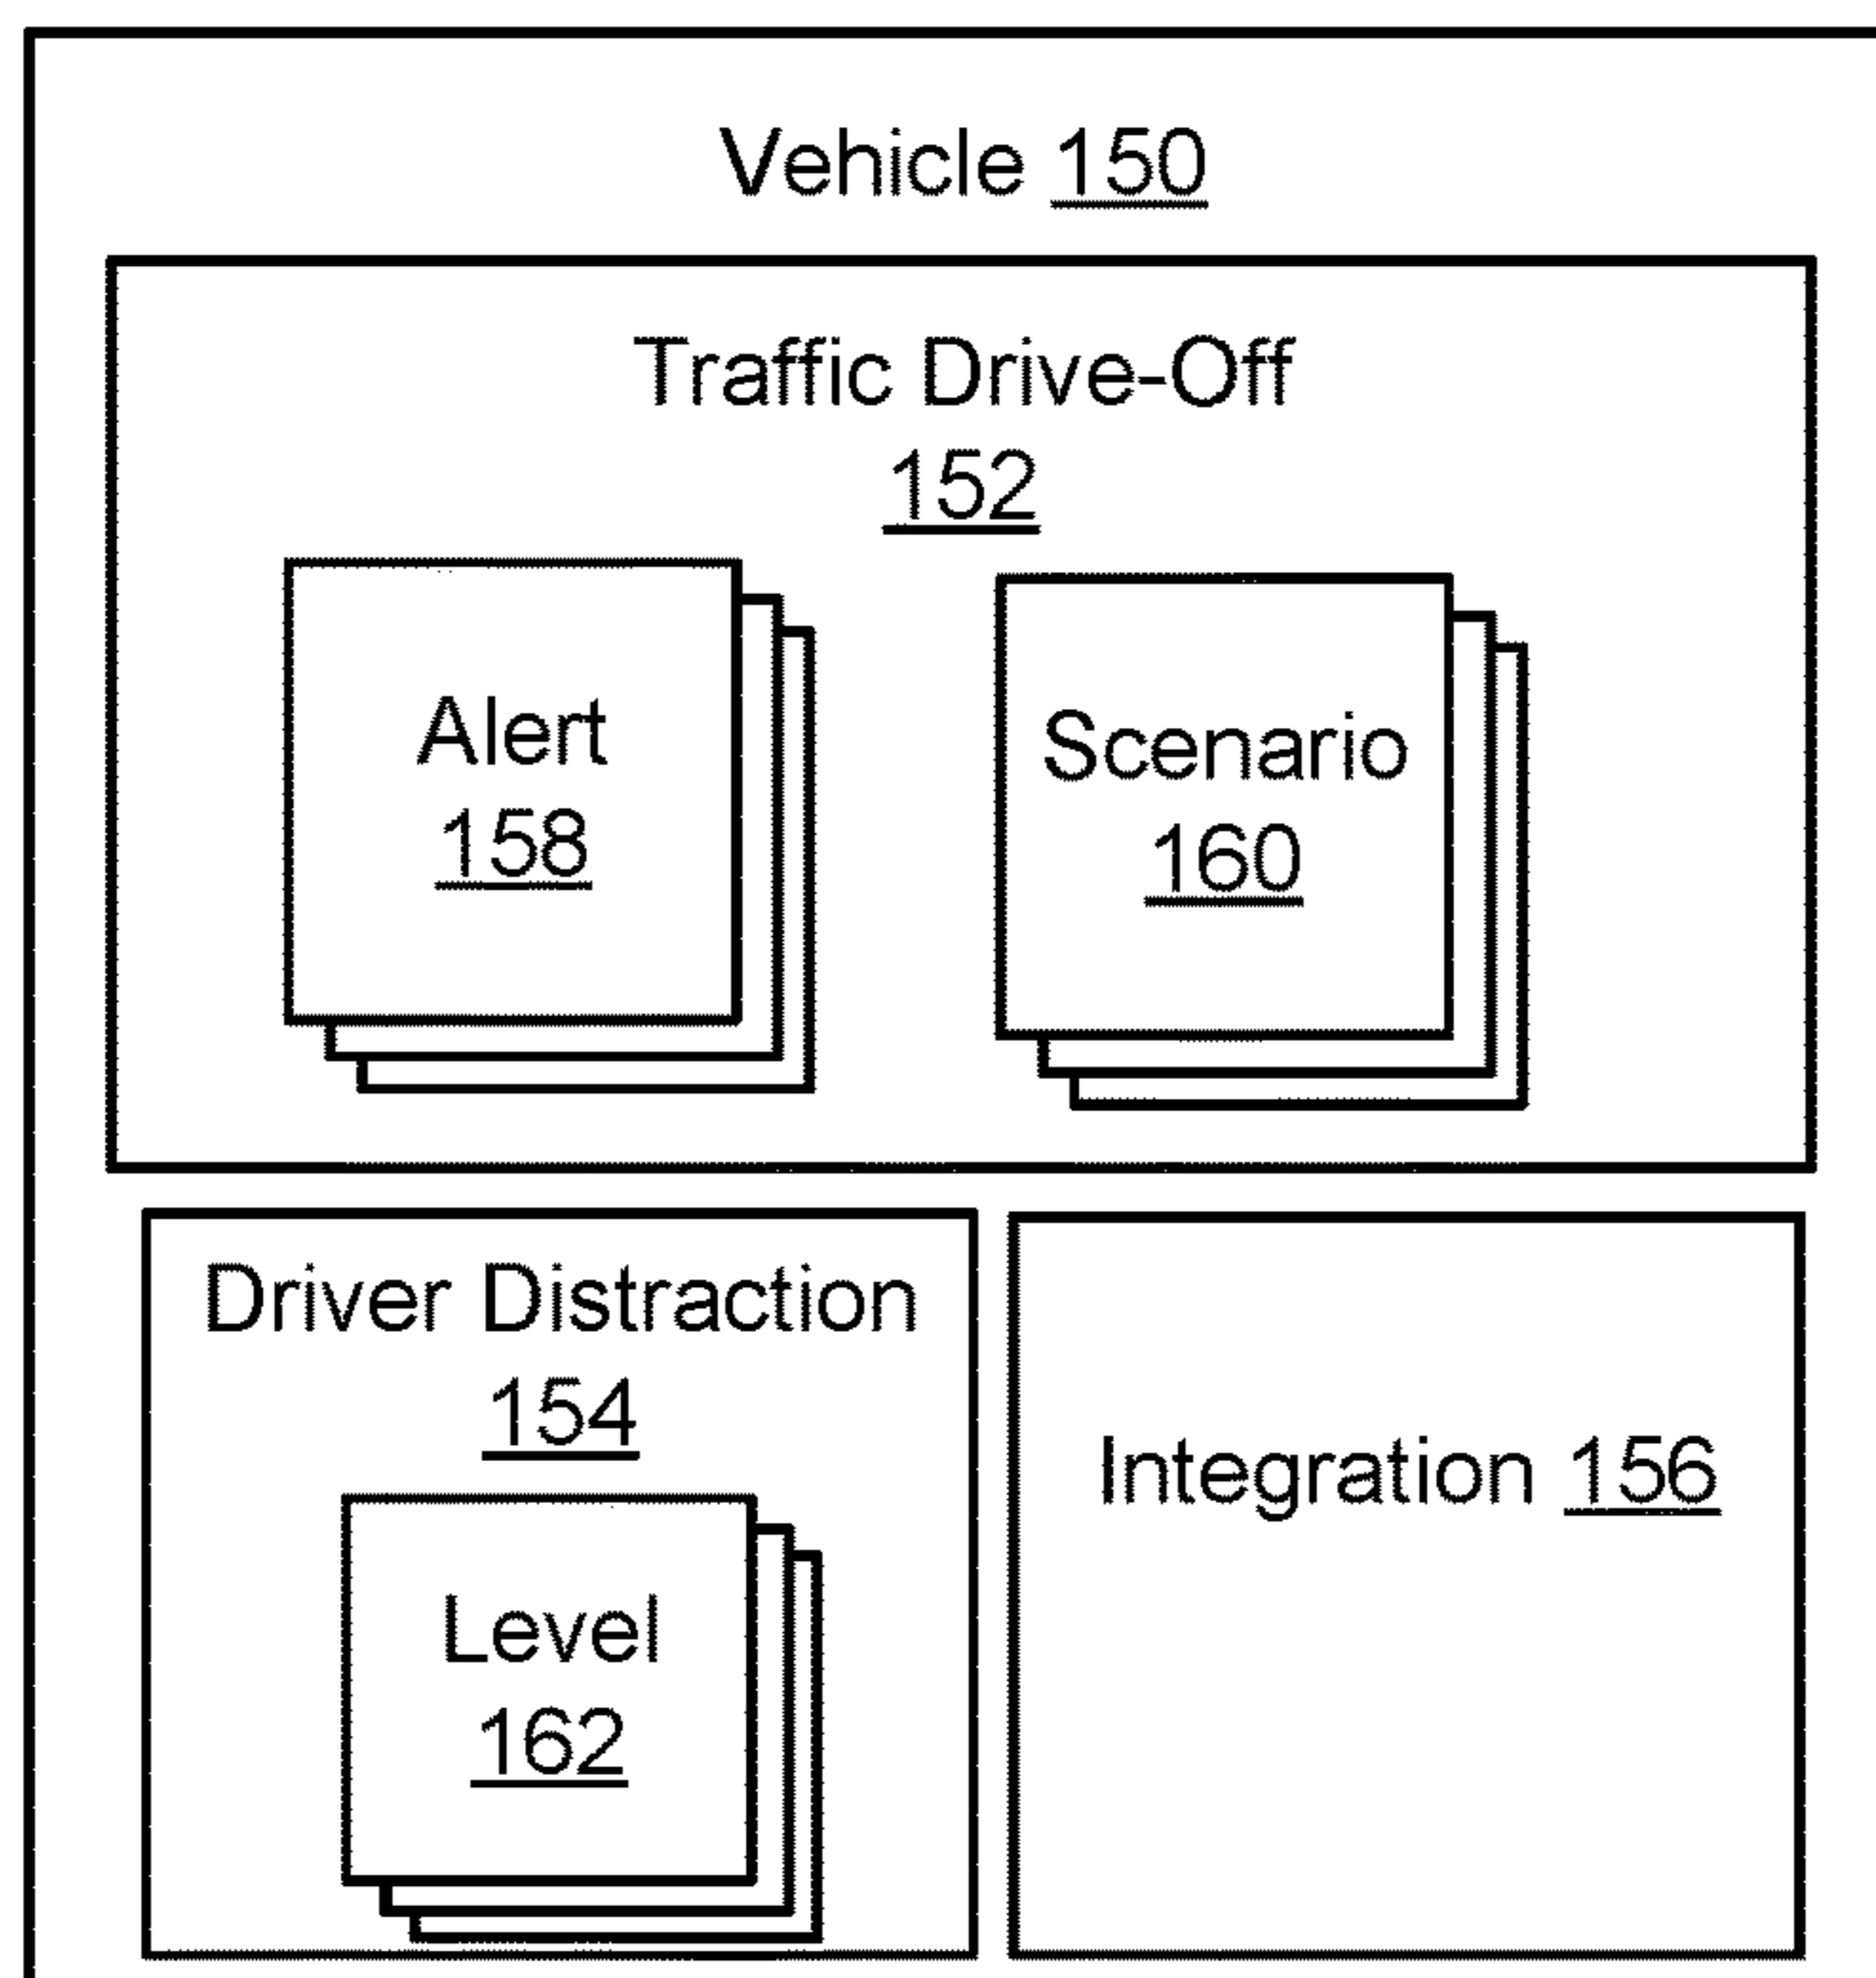 Vehicle 150
Traffic Drive-Off
152
Alert
158
Scenario
160
Driver Distraction
154
Level
162
Integration 156